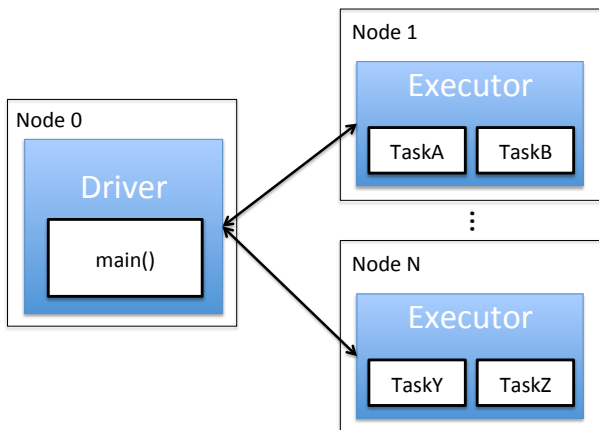 Node 0
Driver
main()
Node 1
Executor
TaskA TaskB
...
Node N
Executor
TaskY TaskZ